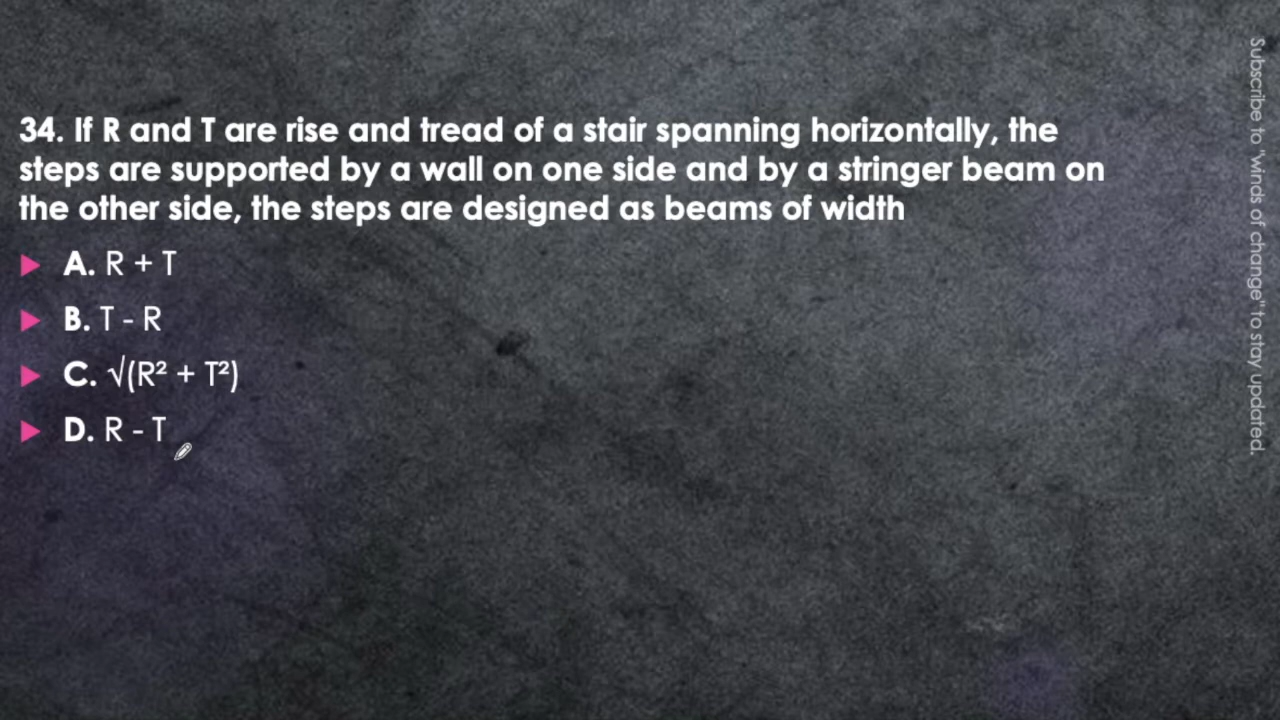 34. If R and T are rise and tread of a stair spanning horizontally, the
steps are supported by a wall on one side and by a stringer beam on
the other side, the steps are designed as beams of width
A. R + T
B. T - R
C. √(R² + T²)
D. R - T
Subscribe to "winds of change" to stay updated.